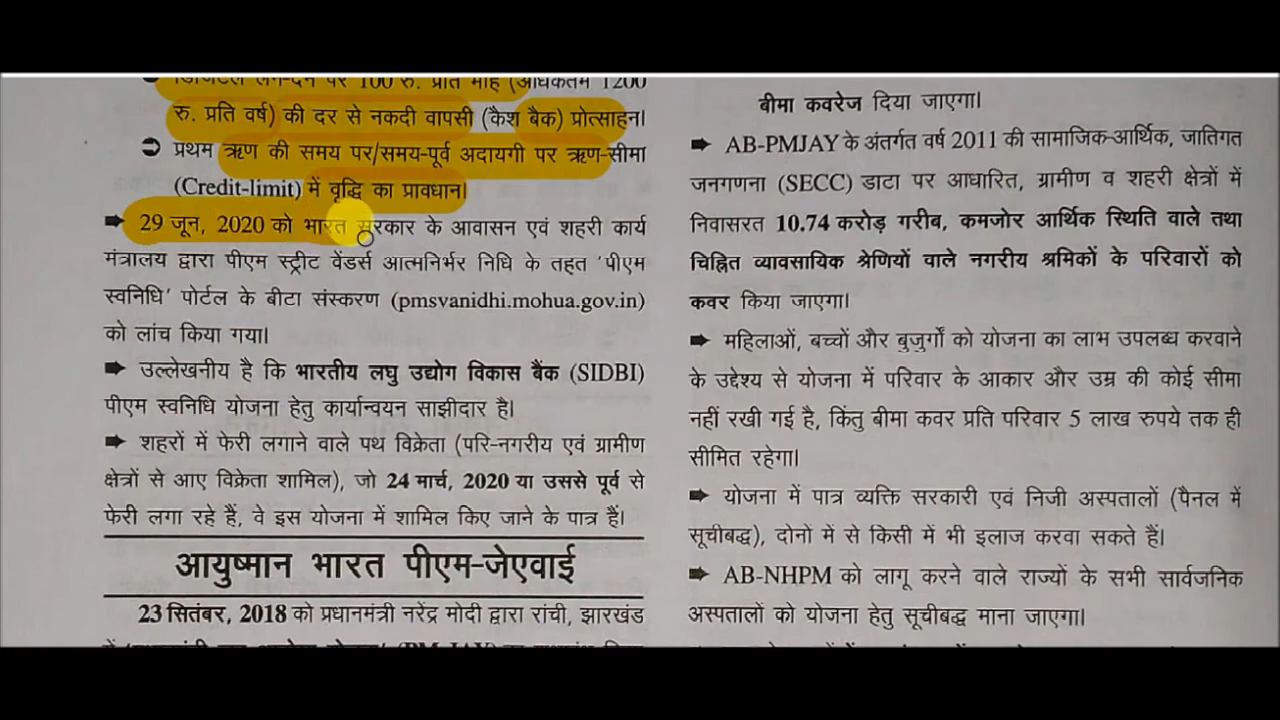 डिजिटल लेन-देन पर 100 रु. प्रति माह (अधिकतम 1200
रु. प्रति वर्ष) की दर से नकदी वापसी (कैश बैक) प्रोत्साहन।
➲ प्रथम ऋण की समय पर/समय-पूर्व अदायगी पर ऋण-सीमा
(Credit-limit) में वृद्धि का प्रावधान।
➡ 29 जून, 2020 को भारत सरकार के आवासन एवं शहरी कार्य
मंत्रालय द्वारा पीएम स्ट्रीट वेंडर्स आत्मनिर्भर निधि के तहत 'पीएम
स्वनिधि' पोर्टल के बीटा संस्करण (pmsvanidhi.mohua.gov.in)
को लांच किया गया।
➡ उल्लेखनीय है कि भारतीय लघु उद्योग विकास बैंक (SIDBI)
पीएम स्वनिधि योजना हेतु कार्यान्वयन साझीदार है।
➡ शहरों में फेरी लगाने वाले पथ विक्रेता (परि-नगरीय एवं ग्रामीण
क्षेत्रों से आए विक्रेता शामिल), जो 24 मार्च, 2020 या उससे पूर्व से
फेरी लगा रहे हैं, वे इस योजना में शामिल किए जाने के पात्र हैं।
आयुष्मान भारत पीएम-जेएवाई
23 सितंबर, 2018 को प्रधानमंत्री नरेंद्र मोदी द्वारा रांची, झारखंड
बीमा कवरेज दिया जाएगा।
➡ AB-PMJAY के अंतर्गत वर्ष 2011 की सामाजिक-आर्थिक, जातिगत
जनगणना (SECC) डाटा पर आधारित, ग्रामीण व शहरी क्षेत्रों में
निवासरत 10.74 करोड़ गरीब, कमजोर आर्थिक स्थिति वाले तथा
चिह्नित व्यावसायिक श्रेणियों वाले नगरीय श्रमिकों के परिवारों को
कवर किया जाएगा।
➡ महिलाओं, बच्चों और बुजुर्गों को योजना का लाभ उपलब्ध करवाने
के उद्देश्य से योजना में परिवार के आकार और उम्र की कोई सीमा
नहीं रखी गई है, किंतु बीमा कवर प्रति परिवार 5 लाख रुपये तक ही
सीमित रहेगा।
➡ योजना में पात्र व्यक्ति सरकारी एवं निजी अस्पतालों (पैनल में
सूचीबद्ध), दोनों में से किसी में भी इलाज करवा सकते हैं।
➡ AB-NHPM को लागू करने वाले राज्यों के सभी सार्वजनिक
अस्पतालों को योजना हेतु सूचीबद्ध माना जाएगा।